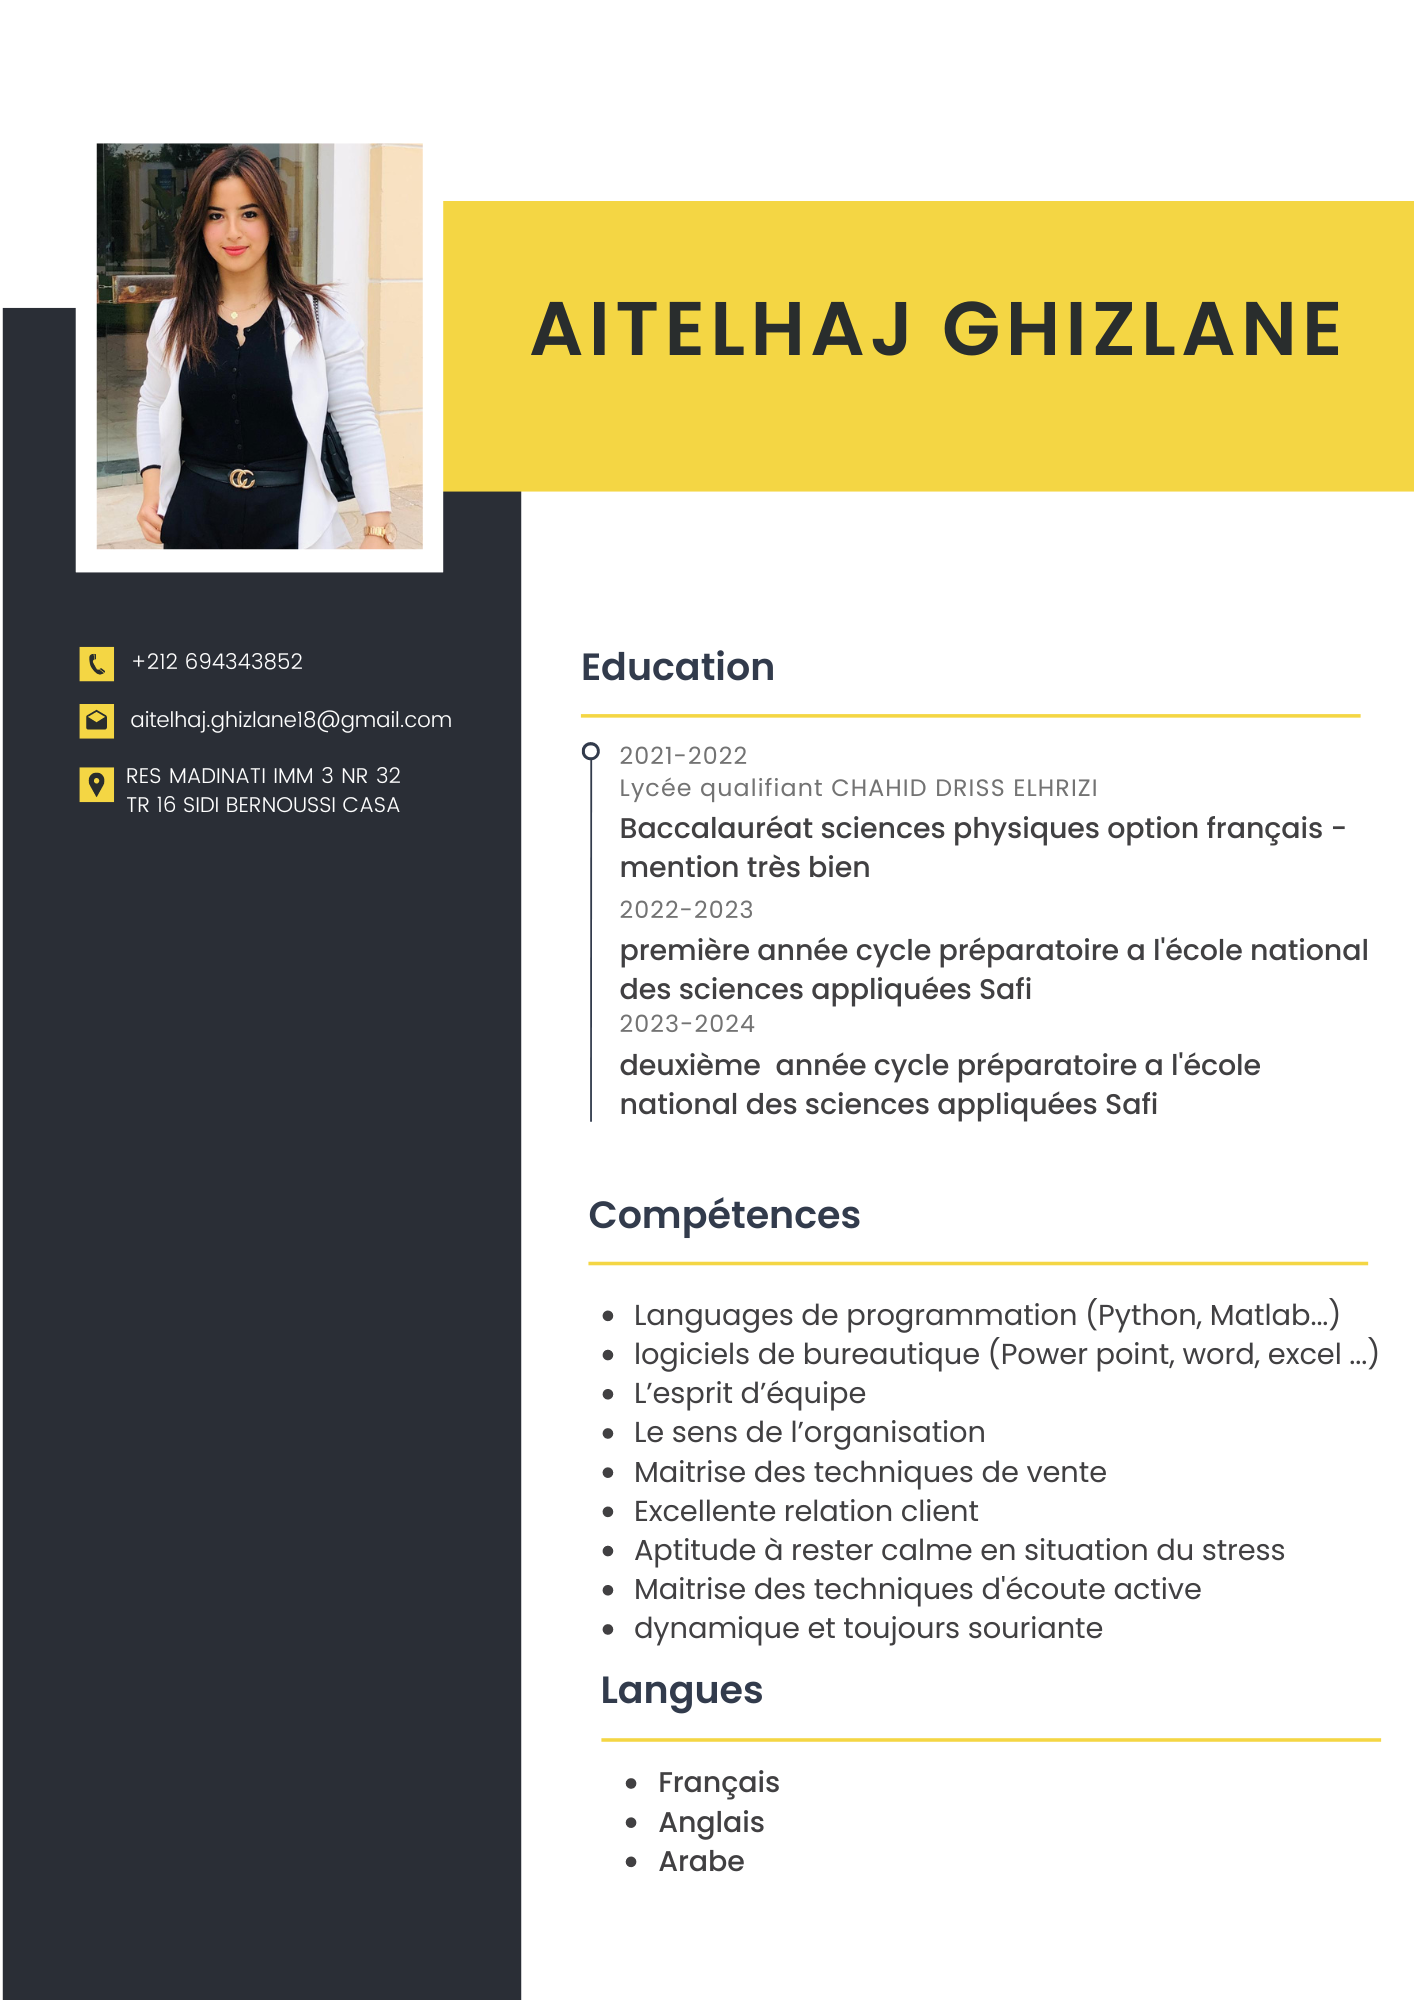 AITELHAJ GHIZLANE
+212 694343852
aitelhaj.ghizlane18@gmail.com
RES MADINATI IMM 3 NR 32
TR 16 SIDI BERNOUSSI CASA
Education
2021-2022
Lycée qualifiant CHAHID DRISS ELHRIZI
Baccalauréat sciences physiques option français -
mention très bien
2022-2023
première année cycle préparatoire a l'école national
des sciences appliquées Safi
2023-2024
deuxième  année cycle préparatoire a l'école
national des sciences appliquées Safi
Compétences
• Languages de programmation (Python, Matlab...)
• logiciels de bureautique (Power point, word, excel ...)
• L’esprit d’équipe
• Le sens de l’organisation
• Maitrise des techniques de vente
• Excellente relation client
• Aptitude à rester calme en situation du stress
• Maitrise des techniques d'écoute active
• dynamique et toujours souriante
Langues
• Français
• Anglais
• Arabe